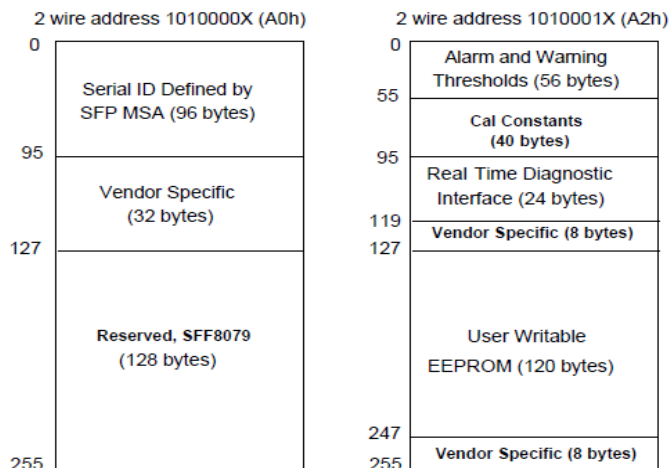 2 wire address 1010000X (A0h)
0
Serial ID Defined by
SFP MSA (96 bytes)
95
Vendor Specific
(32 bytes)
127
Reserved, SFF8079
(128 bytes)
255
2 wire address 1010001X (A2h)
0
Alarm and Warning
Thresholds (56 bytes)
55
Cal Constants
(40 bytes)
95
Real Time Diagnostic
Interface (24 bytes)
119
Vendor Specific (8 bytes)
127
User Writable
EEPROM (120 bytes)
247
Vendor Specific (8 bytes)
255